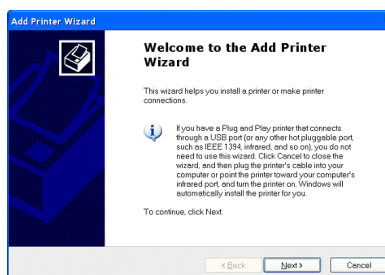 Add Printer Wizard
Welcome to the Add Printer
Wizard
This wizard helps you install a printer or make printer
connections.
If you have a Plug and Play printer that connects
through a USB port (or any other hot pluggable port,
such as IEEE 1394, infrared, and so on), you do not
need to use this wizard. Click Cancel to close the
wizard, and then plug the printer's cable into your
computer or point the printer toward your computer's
infrared port, and turn the printer on. Windows will
automatically install the printer for you.
To continue, click Next.
< Back Next > Cancel